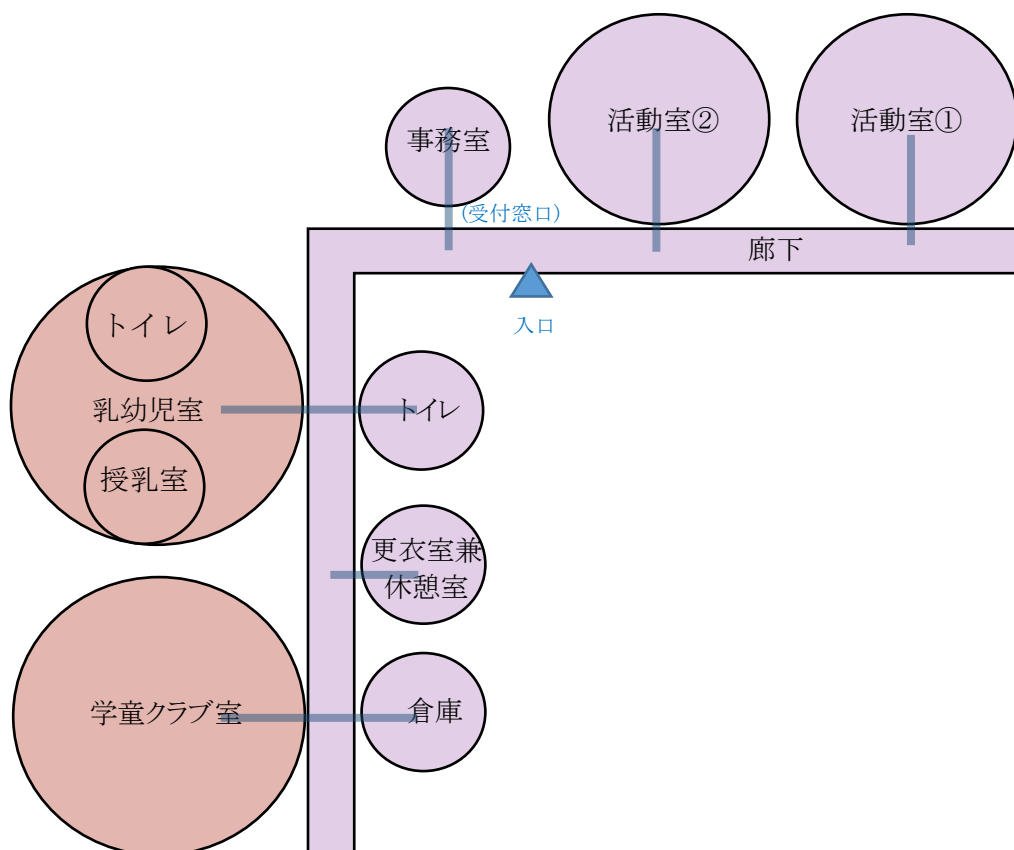 活動室②
活動室①
事務室
(受付窓口)
廊下
入口
トイレ
乳幼児室
授乳室
トイレ
更衣室兼
休憩室
学童クラブ室
倉庫